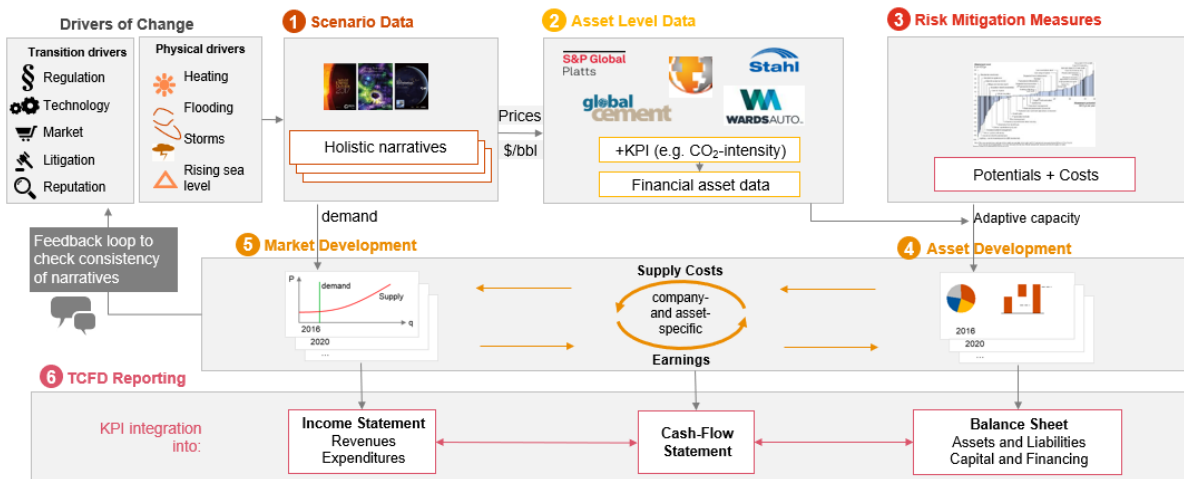 Drivers of Change
Transition drivers
Regulation
Technology
Market
Litigation
Reputation
Physical drivers
Heating
Flooding
Storms
Rising sea
level
1 Scenario Data
Holistic narratives
Prices
$/bbl
2 Asset Level Data
S&P Global
Platts
Stahl
global
cement
WARDSAUTO.
+KPI (e.g. CO₂-intensity)
Financial asset data
3 Risk Mitigation Measures
Potentials + Costs
demand
Adaptive capacity
Feedback loop to
check consistency
of narratives
5 Market Development
4 Asset Development
P
demand
Supply
q
2016
2020
...
Supply Costs
company-
and asset-
specific
Earnings
2016
2020
...
6 TCFD Reporting
KPI integration
into:
Income Statement
Revenues
Expenditures
Cash-Flow
Statement
Balance Sheet
Assets and Liabilities
Capital and Financing